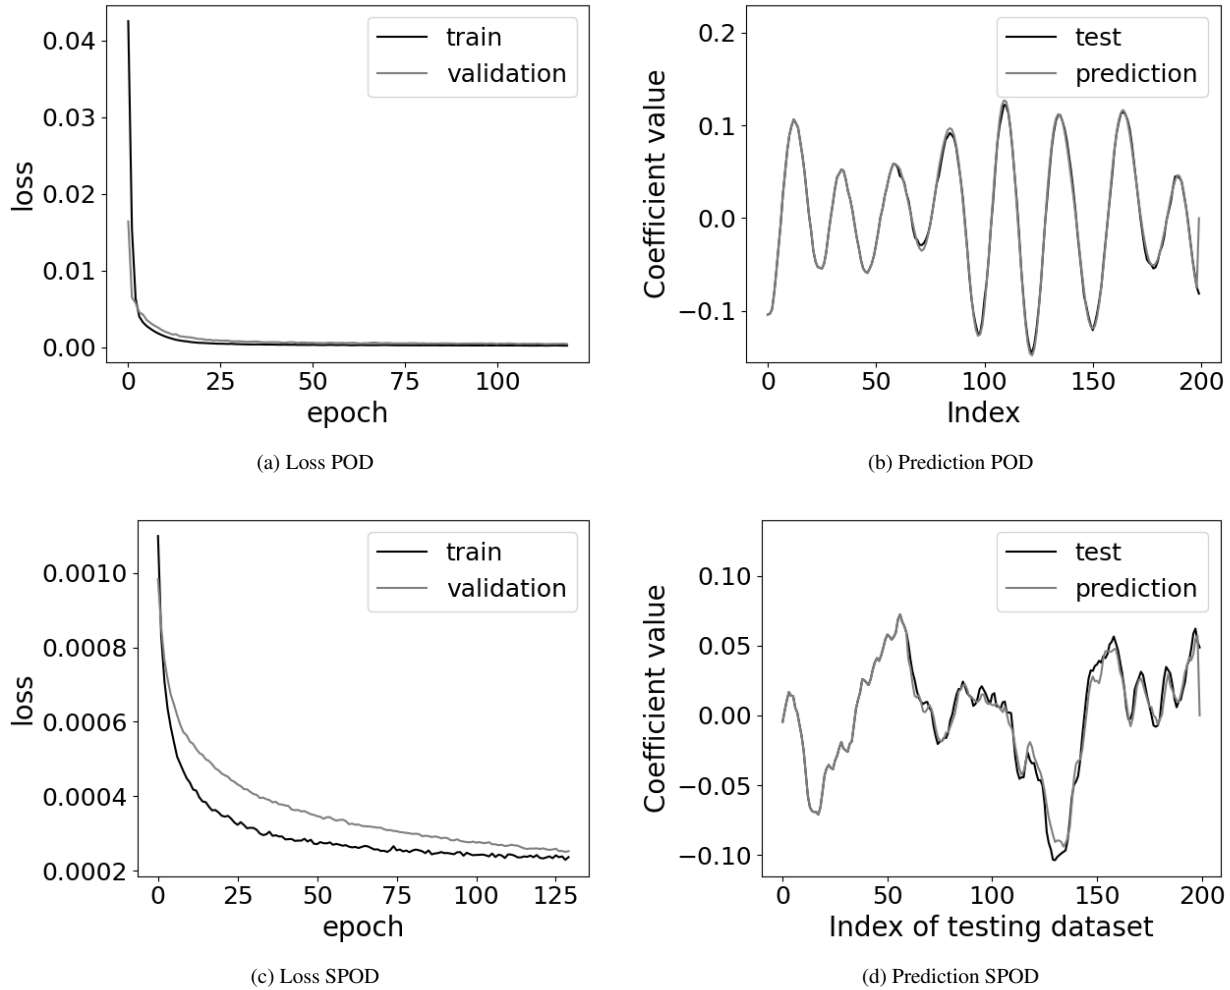 0.04
0.03
0.02
0.01
0.00
loss
train
validation
0
25
50
75
100
epoch
(a) Loss POD
0.2
0.1
0.0
−0.1
Coefficient value
test
prediction
0
50
100
150
200
Index
(b) Prediction POD
0.0010
0.0008
0.0006
0.0004
0.0002
loss
train
validation
0
25
50
75
100
125
epoch
(c) Loss SPOD
0.10
0.05
0.00
−0.05
−0.10
Coefficient value
test
prediction
0
50
100
150
200
Index of testing dataset
(d) Prediction SPOD